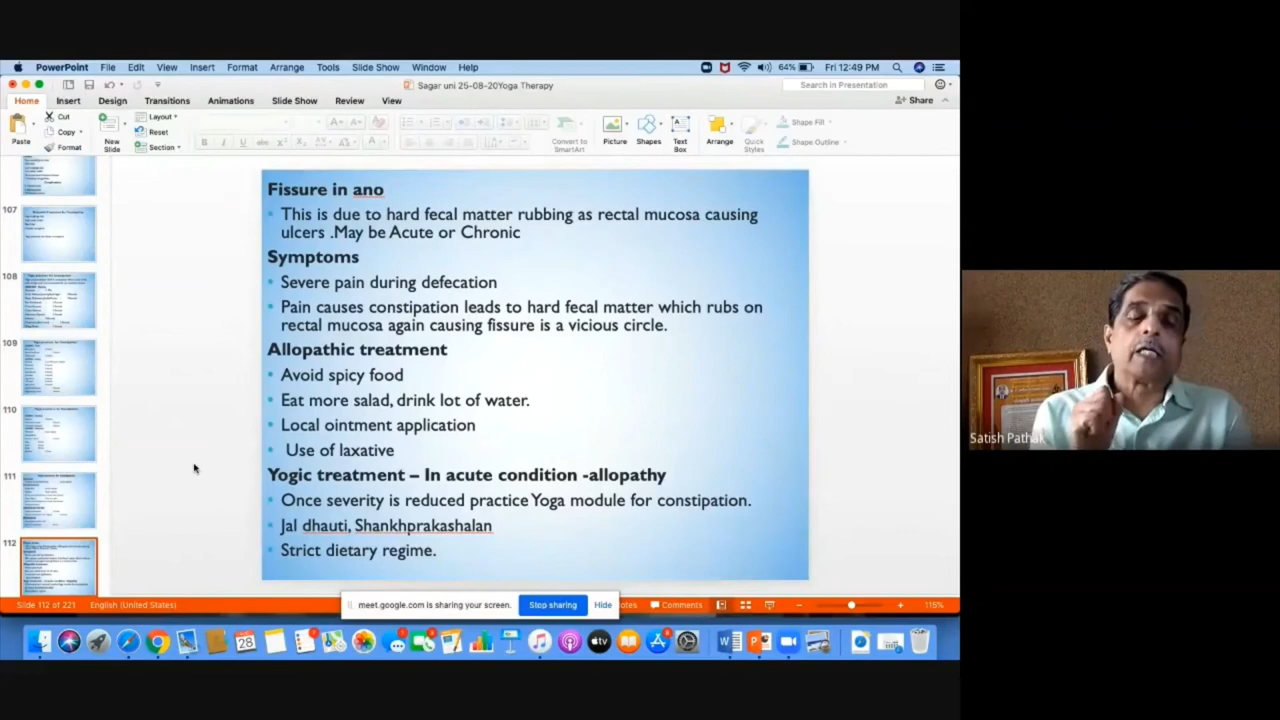 PowerPoint File Edit View Insert Format Arrange Tools Slide Show Window Help 64% Fri 12:49 PM
Sagar uni 25-08-20Yoga Therapy Search in Presentation
Home Insert Design Transitions Animations Slide Show Review View Share
Paste Cut Copy Format New Slide Layout Reset Section Convert to SmartArt Picture Shapes Text Box Arrange Quick Styles Shape Fill Shape Outline
107
108
109
110
111
112
Fissure in ano
This is due to hard fecal matter rubbing as rectal mucosa causing
ulcers .May be Acute or Chronic
Symptoms
Severe pain during defecation
Pain causes constipation leads to hard fecal matter which rubs on
rectal mucosa again causing fissure is a vicious circle.
Allopathic treatment
Avoid spicy food
Eat more salad, drink lot of water.
Local ointment application
Use of laxative
Yogic treatment – In acute condition -allopathy
Once severity is reduced practice Yoga module for constipation.
Jal dhauti, Shankhprakashalan
Strict dietary regime.
Satish Pathak
meet.google.com is sharing your screen. Stop sharing Hide
Slide 112 of 221 English (United States) otes Comments 115%
28